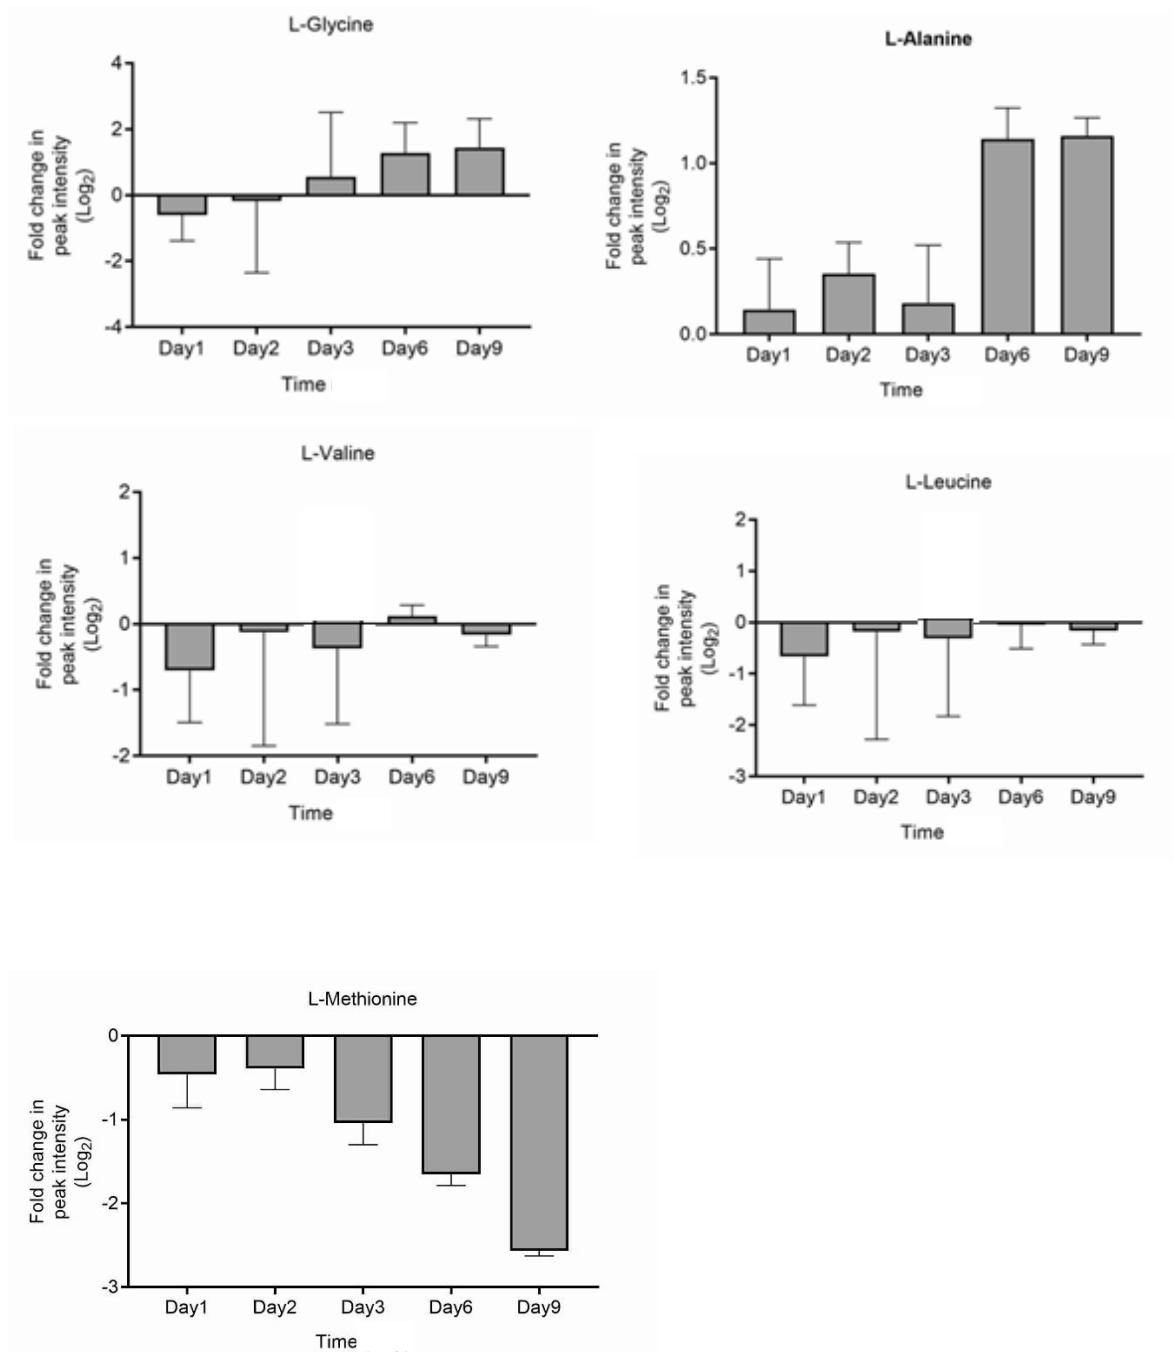 L-Glycine
Fold change in
peak intensity
(Log2)
4
2
0
-2
-4
Day1 Day2 Day3 Day6 Day9
Time
L-Alanine
Fold change in
peak intensity
(Log2)
1.5
1.0
0.5
0.0
Day1 Day2 Day3 Day6 Day9
Time
L-Valine
Fold change in
peak intensity
(Log2)
2
1
0
-1
-2
Day1 Day2 Day3 Day6 Day9
Time
L-Leucine
Fold change in
peak intensity
(Log2)
2
1
0
-1
-2
-3
Day1 Day2 Day3 Day6 Day9
Time
L-Methionine
Fold change in
peak intensity
(Log2)
0
-1
-2
-3
Day1 Day2 Day3 Day6 Day9
Time